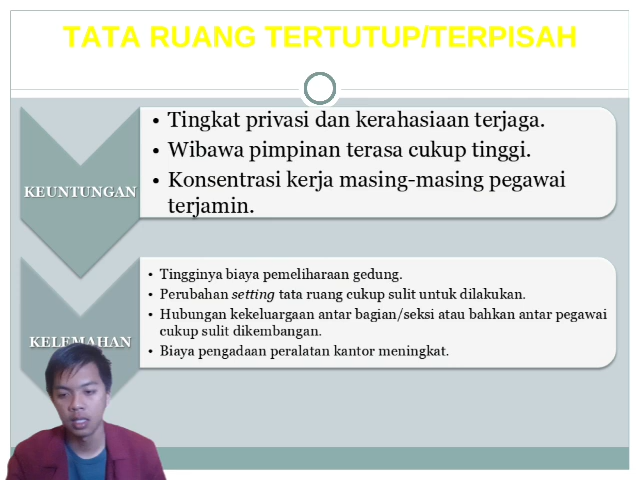 TATA RUANG TERTUTUP/TERPISAH
KEUNTUNGAN
• Tingkat privasi dan kerahasiaan terjaga.
• Wibawa pimpinan terasa cukup tinggi.
• Konsentrasi kerja masing-masing pegawai
terjamin.
KELEMAHAN
• Tingginya biaya pemeliharaan gedung.
• Perubahan setting tata ruang cukup sulit untuk dilakukan.
• Hubungan kekeluargaan antar bagian/seksi atau bahkan antar pegawai
cukup sulit dikembangan.
• Biaya pengadaan peralatan kantor meningkat.